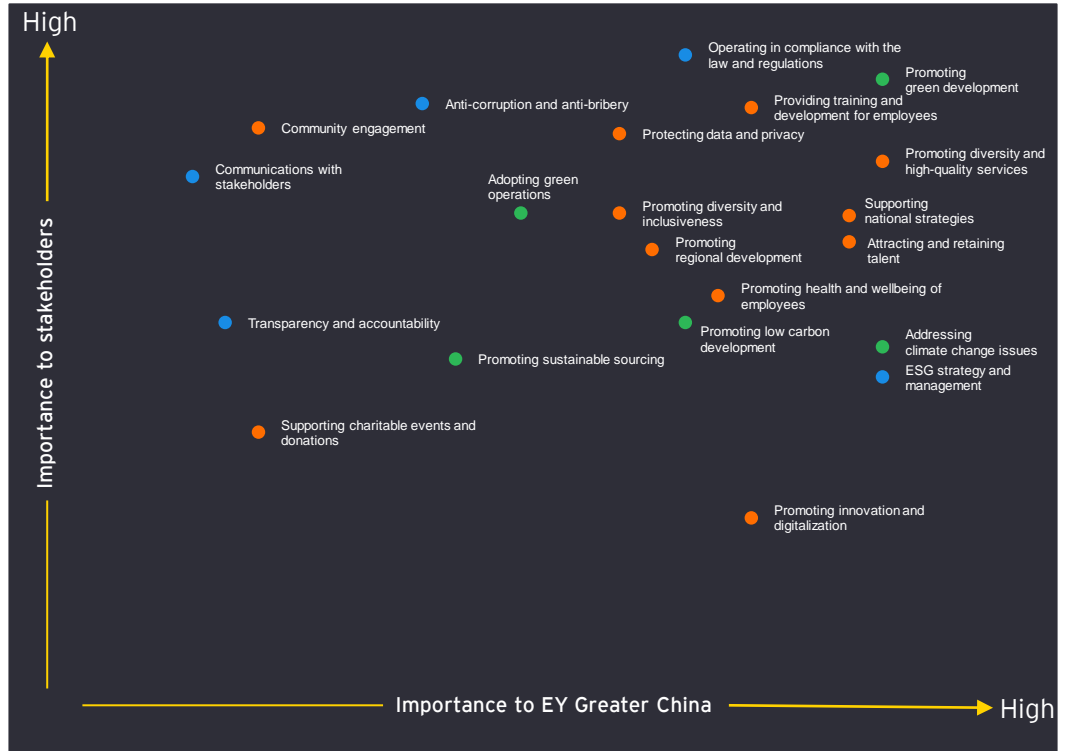 High
Operating in compliance with the
law and regulations
Promoting
green development
Anti-corruption and anti-bribery
Providing training and
development for employees
Community engagement
Protecting data and privacy
Communications with
stakeholders
Promoting diversity and
high-quality services
Adopting green
operations
Promoting diversity and
inclusiveness
Supporting
national strategies
Promoting
regional development
Attracting and retaining
talent
Promoting health and wellbeing of
employees
Transparency and accountability
Promoting low carbon
development
Addressing
climate change issues
Promoting sustainable sourcing
ESG strategy and
management
Supporting charitable events and
donations
Promoting innovation and
digitalization
Importance to stakeholders
Importance to EY Greater China
High